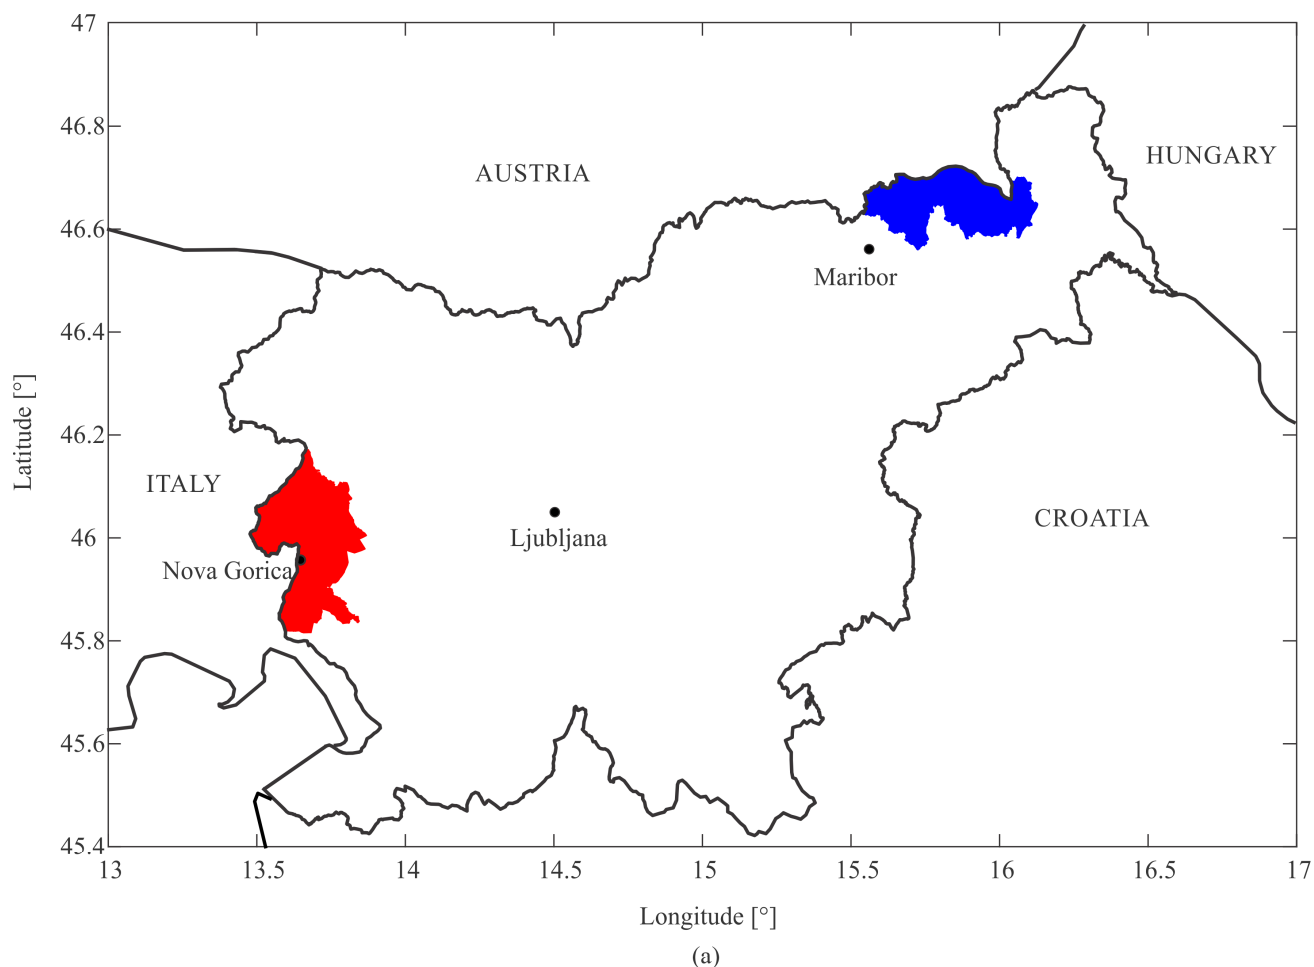 47
46.8
46.6
46.4
46.2
46
45.8
45.6
45.4
Latitude [°]
AUSTRIA
HUNGARY
Maribor
ITALY
CROATIA
Ljubljana
Nova Gorica
13
13.5
14
14.5
15
15.5
16
16.5
17
Longitude [°]
(a)